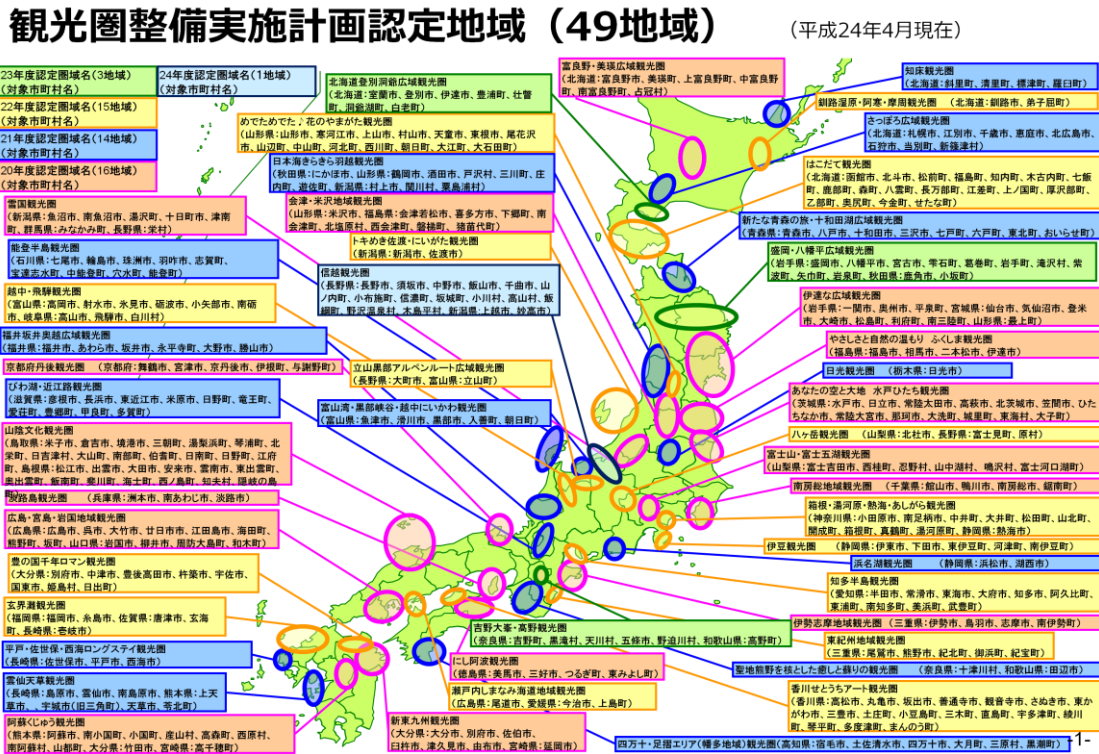 観光圏整備実施計画認定地域（49地域）
（平成24年4月現在）
23年度認定圏域名（3地域）
（対象市町村名）
24年度認定圏域名（1地域）
（対象市町村名）
22年度認定圏域名（15地域）
（対象市町村名）
21年度認定圏域名（14地域）
（対象市町村名）
20年度認定圏域名（16地域）
（対象市町村名）
北海道登別洞爺広域観光圏
（北海道：室蘭市、登別市、伊達市、豊浦町、壮瞥
町、洞爺湖町、白老町）
めでためでた♪花のやまがた観光圏
（山形県：山形市、寒河江市、上山市、村山市、天童市、東根市、尾花沢
市、山辺町、中山町、河北町、西川町、朝日町、大江町、大石田町）
日本海きらきら羽越観光圏
（秋田県：にかほ市、山形県：鶴岡市、酒田市、戸沢村、三川町、庄
内町、遊佐町、新潟県：村上市、関川村、粟島浦村）
会津・米沢地域観光圏
（山形県：米沢市、福島県：会津若松市、喜多方市、下郷町、南
会津町、北塩原村、西会津町、磐梯町、猪苗代町）
トキめき佐渡・にいがた観光圏
（新潟県：新潟市、佐渡市）
信越観光圏
（長野県：長野市、須坂市、中野市、飯山市、千曲市、山
ノ内町、小布施町、信濃町、坂城町、小川村、高山村、飯
綱町、野沢温泉村、木島平村、新潟県：上越市、妙高市）
立山黒部アルペンルート広域観光圏
（長野県：大町市、富山県：立山町）
富山湾・黒部峡谷・越中にいかわ観光圏
（富山県：魚津市、滑川市、黒部市、入善町、朝日町）
雪国観光圏
（新潟県：魚沼市、南魚沼市、湯沢町、十日町市、津南
町、群馬県：みなかみ町、長野県：栄村）
能登半島観光圏
（石川県：七尾市、輪島市、珠洲市、羽咋市、志賀町、
宝達志水町、中能登町、穴水町、能登町）
越中・飛騨観光圏
（富山県：高岡市、射水市、氷見市、砺波市、小矢部市、南砺
市、岐阜県：高山市、飛騨市、白川村）
福井坂井奥越広域観光圏
（福井県：福井市、あわら市、坂井市、永平寺町、大野市、勝山市）
京都府丹後観光圏　（京都府：舞鶴市、宮津市、京丹後市、伊根町、与謝野町）
びわ湖・近江路観光圏
（滋賀県：彦根市、長浜市、東近江市、米原市、日野町、竜王町、
愛荘町、豊郷町、甲良町、多賀町）
山陰文化観光圏
（鳥取県：米子市、倉吉市、境港市、三朝町、湯梨浜町、琴浦町、北
栄町、日吉津村、大山町、南部町、伯耆町、日南町、日野町、江府
町、島根県：松江市、出雲市、大田市、安来市、雲南市、東出雲町、
奥出雲町、飯南町、斐川町、海士町、西ノ島町、知夫村、隠岐の島
淡路島観光圏　（兵庫県：洲本市、南あわじ市、淡路市）
広島・宮島・岩国地域観光圏
（広島県：広島市、呉市、大竹市、廿日市市、江田島市、海田町、
熊野町、坂町、山口県：岩国市、柳井市、周防大島町、和木町）
豊の国千年ロマン観光圏
（大分県：別府市、中津市、豊後高田市、杵築市、宇佐市、
国東市、姫島村、日出町）
玄界灘観光圏
（福岡県：福岡市、糸島市、佐賀県：唐津市、玄海
町、長崎県：壱岐市）
平戸・佐世保・西海ロングステイ観光圏
（長崎県：佐世保市、平戸市、西海市）
雲仙天草観光圏
（長崎県：島原市、雲仙市、南島原市、熊本県：上天
草市、、宇城市（旧三角町）、天草市、苓北町）
阿蘇くじゅう観光圏
（熊本県：阿蘇市、南小国町、小国町、産山村、高森町、西原村、
南阿蘇村、山都町、大分県：竹田市、宮崎県：高千穂町）
富良野・美瑛広域観光圏
（北海道：富良野市、美瑛町、上富良野町、中富良野
町、南富良野町、占冠村）
知床観光圏
（北海道：斜里町、清里町、標津町、羅臼町）
釧路湿原・阿寒・摩周観光圏　（北海道：釧路市、弟子屈町）
さっぽろ広域観光圏
（北海道：札幌市、江別市、千歳市、恵庭市、北広島市、
石狩市、当別町、新篠津村）
はこだて観光圏
（北海道：函館市、北斗市、松前町、福島町、知内町、木古内町、七飯
町、鹿部町、森町、八雲町、長万部町、江差町、上ノ国町、厚沢部町、
乙部町、奥尻町、今金町、せたな町）
新たな青森の旅・十和田湖広域観光圏
（青森県：青森市、八戸市、十和田市、三沢市、七戸町、六戸町、東北町、おいらせ町）
盛岡・八幡平広域観光圏
（岩手県：盛岡市、八幡平市、宮古市、雫石町、葛巻町、岩手町、滝沢村、紫
波町、矢巾町、岩泉町、秋田県：鹿角市、小坂町）
伊達な広域観光圏
（岩手県：一関市、奥州市、平泉町、宮城県：仙台市、気仙沼市、登米
市、大崎市、松島町、利府町、南三陸町、山形県：最上町）
やさしさと自然の温もり　ふくしま観光圏
（福島県：福島市、相馬市、二本松市、伊達市）
日光観光圏　（栃木県：日光市）
あなたの空と大地　水戸ひたち観光圏
（茨城県：水戸市、日立市、常陸太田市、高萩市、北茨城市、笠間市、ひた
ちなか市、常陸大宮市、那珂市、大洗町、城里町、東海村、大子町）
八ヶ岳観光圏　（山梨県：北杜市、長野県：富士見町、原村）
富士山・富士五湖観光圏
（山梨県：富士吉田市、西桂町、忍野村、山中湖村、鳴沢村、富士河口湖町）
南房総地域観光圏　（千葉県：館山市、鴨川市、南房総市、鋸南町）
箱根・湯河原・熱海・あしがら観光圏
（神奈川県：小田原市、南足柄市、中井町、大井町、松田町、山北町、
開成町、箱根町、真鶴町、湯河原町、静岡県：熱海市）
伊豆観光圏　（静岡県：伊東市、下田市、東伊豆町、河津町、南伊豆町）
浜名湖観光圏　（静岡県：浜松市、湖西市）
知多半島観光圏
（愛知県：半田市、常滑市、東海市、大府市、知多市、阿久比町、
東浦町、南知多町、美浜町、武豊町）
伊勢志摩地域観光圏　（三重県：伊勢市、鳥羽市、志摩市、南伊勢町）
東紀州地域観光圏
（三重県：尾鷲市、熊野市、紀北町、御浜町、紀宝町）
聖地熊野を核とした癒しと蘇りの観光圏　（奈良県：十津川村、和歌山県：田辺市）
香川せとうちアート観光圏
（香川県：高松市、丸亀市、坂出市、善通寺市、観音寺市、さぬき市、東か
がわ市、三豊市、土庄町、小豆島町、三木町、直島町、宇多津町、綾川
町、琴平町、多度津町、まんのう町）
吉野大峯・高野観光圏
（奈良県：吉野町、黒滝村、天川村、五條市、野迫川村、和歌山県：高野町）
にし阿波観光圏
（徳島県：美馬市、三好市、つるぎ町、東みよし町）
瀬戸内しまなみ海道地域観光圏
（広島県：尾道市、愛媛県：今治市、上島町）
新東九州観光圏
（大分県：大分市、別府市、佐伯市、
臼杵市、津久見市、由布市、宮崎県：延岡市）
四万十・足摺エリア（幡多地域）観光圏（高知県：宿毛市、土佐清水市、四万十市、大月町、三原村、黒潮町）
-1-